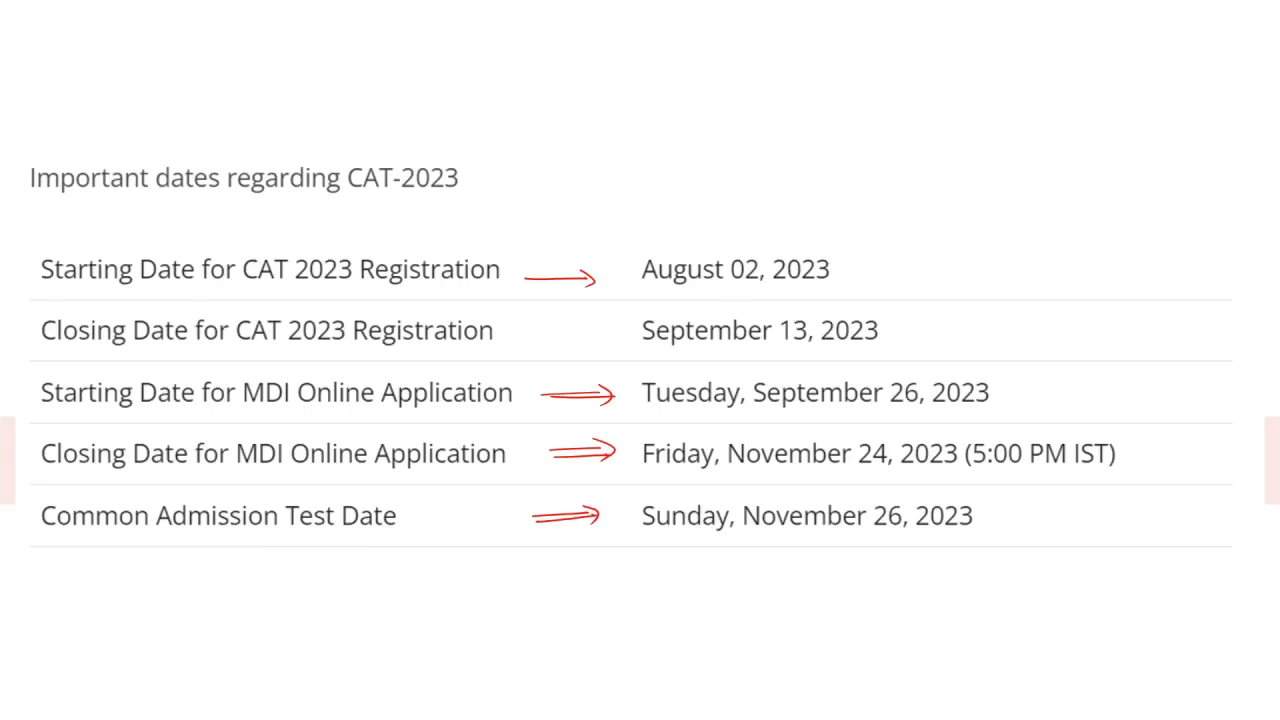 Important dates regarding CAT-2023
Starting Date for CAT 2023 Registration August 02, 2023
Closing Date for CAT 2023 Registration September 13, 2023
Starting Date for MDI Online Application Tuesday, September 26, 2023
Closing Date for MDI Online Application Friday, November 24, 2023 (5:00 PM IST)
Common Admission Test Date Sunday, November 26, 2023